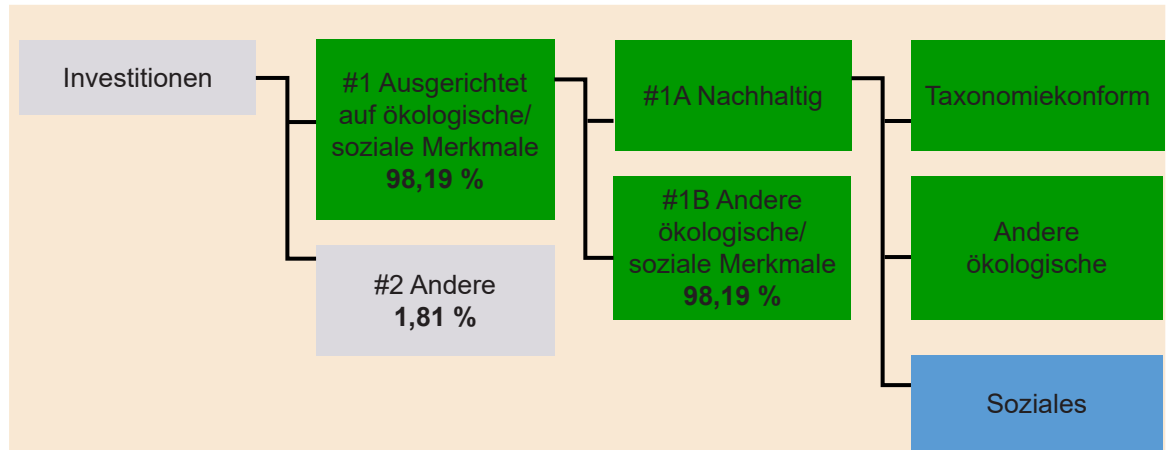 Investitionen
#1 Ausgerichtet
auf ökologische/
soziale Merkmale
98,19 %
#2 Andere
1,81 %
#1A Nachhaltig
#1B Andere
ökologische/
soziale Merkmale
98,19 %
Taxonomiekonform
Andere
ökologische
Soziales